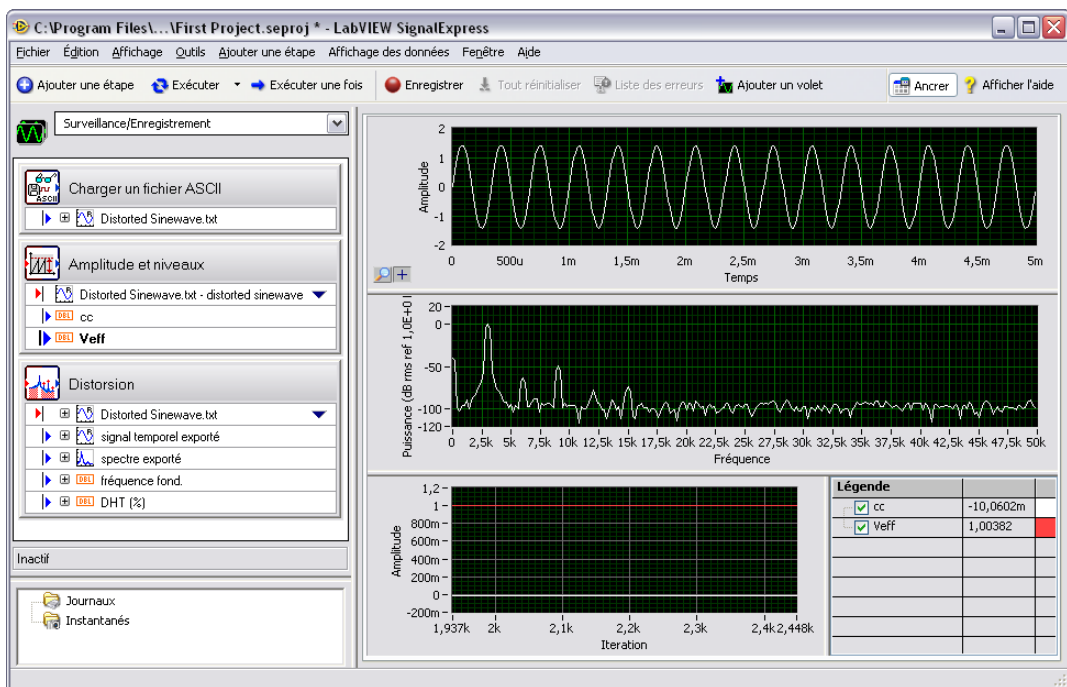 C:\Program Files\...\First Project.seproj * - LabVIEW SignalExpress
Fichier Édition Affichage Outils Ajouter une étape Affichage des données Fenêtre Aide
Ajouter une étape Exécuter Exécuter une fois Enregistrer Tout réinitialiser Liste des erreurs Ajouter un volet Ancrer Afficher l'aide
Surveillance/Enregistrement
ASCII
Charger un fichier ASCII
Distorted Sinewave.txt
Amplitude et niveaux
Distorted Sinewave.txt - distorted sinewave
DBL cc
DBL Veff
Distorsion
Distorted Sinewave.txt
signal temporel exporté
spectre exporté
DBL fréquence fond.
DBL DHT (%)
Inactif
Journaux
Instantanés
Amplitude
2
1
0
-1
-2
0 500u 1m 1,5m 2m 2,5m 3m 3,5m 4m 4,5m 5m
Temps
Puissance (dB rms ref 1,0E+0
20
0
-50
-100
-120
0 2,5k 5k 7,5k 10k 12,5k 15k 17,5k 20k 22,5k 25k 27,5k 30k 32,5k 35k 37,5k 40k 42,5k 45k 47,5k 50k
Fréquence
Amplitude
1,2
1
800m
600m
400m
200m
0
-200m
1,937k 2k 2,1k 2,2k 2,3k 2,4k 2,448k
Iteration
Légende
cc -10,0602m
Veff 1,00382